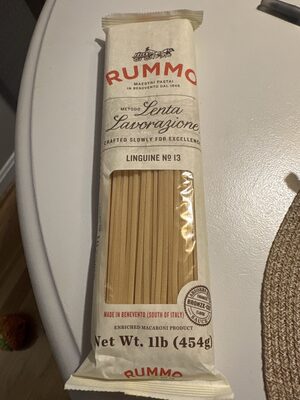 RUMMO
MAESTRI PASTAI
IN BENEVENTO DAL 1846
METODO Lenta
Lavorazione
CRAFTED SLOWLY FOR EXCELLENCE
LINGUINE Nº 13
MADE IN BENEVENTO (SOUTH OF ITALY)
BRONZE
ENRICHED MACARONI PRODUCT
Net Wt. 1lb (454g)
RUMMO